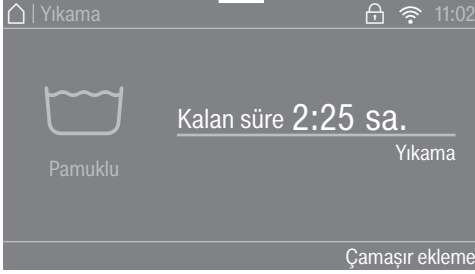 | Yıkama 11:02
Kalan süre 2:25 sa.
Yıkama
Pamuklu
Çamaşır ekleme